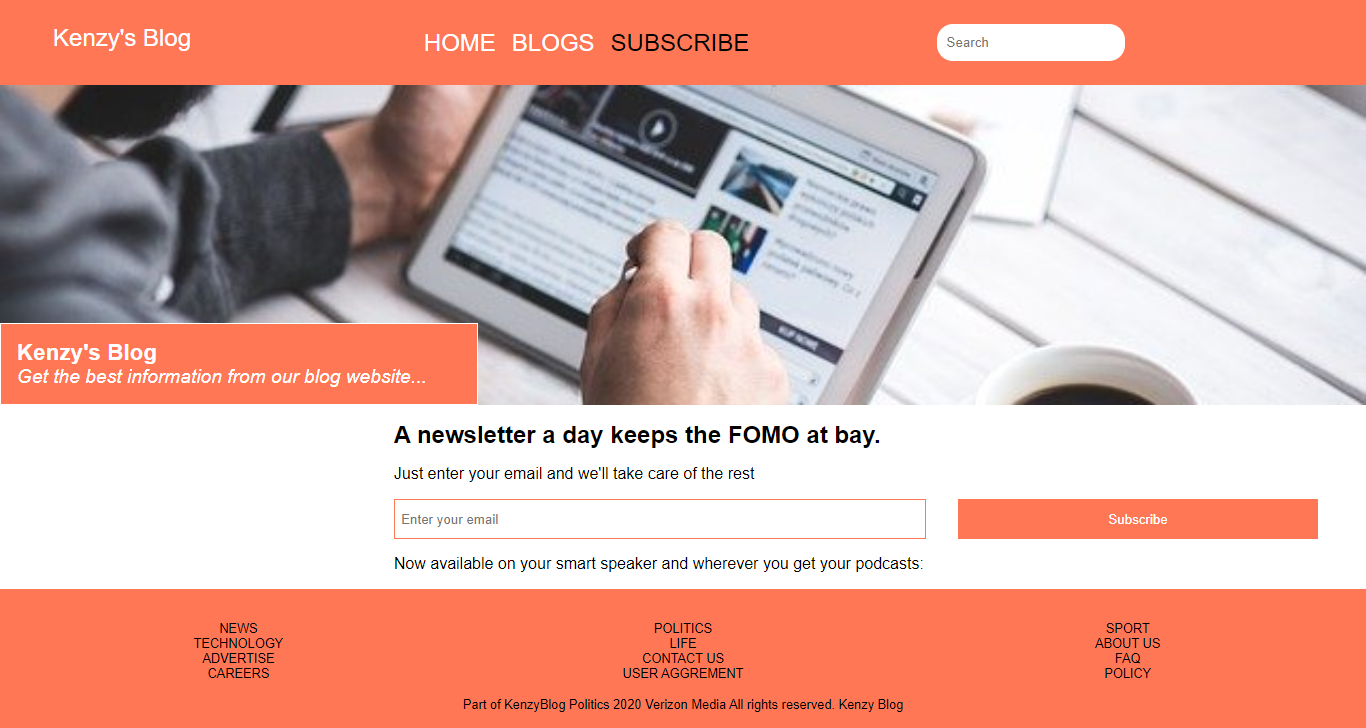 Kenzy's Blog
HOME BLOGS SUBSCRIBE
Search
Kenzy's Blog
Get the best information from our blog website...
A newsletter a day keeps the FOMO at bay.
Just enter your email and we'll take care of the rest
Enter your email
Subscribe
Now available on your smart speaker and wherever you get your podcasts:
NEWS
TECHNOLOGY
ADVERTISE
CAREERS
POLITICS
LIFE
CONTACT US
USER AGGREMENT
SPORT
ABOUT US
FAQ
POLICY
Part of KenzyBlog Politics 2020 Verizon Media All rights reserved. Kenzy Blog